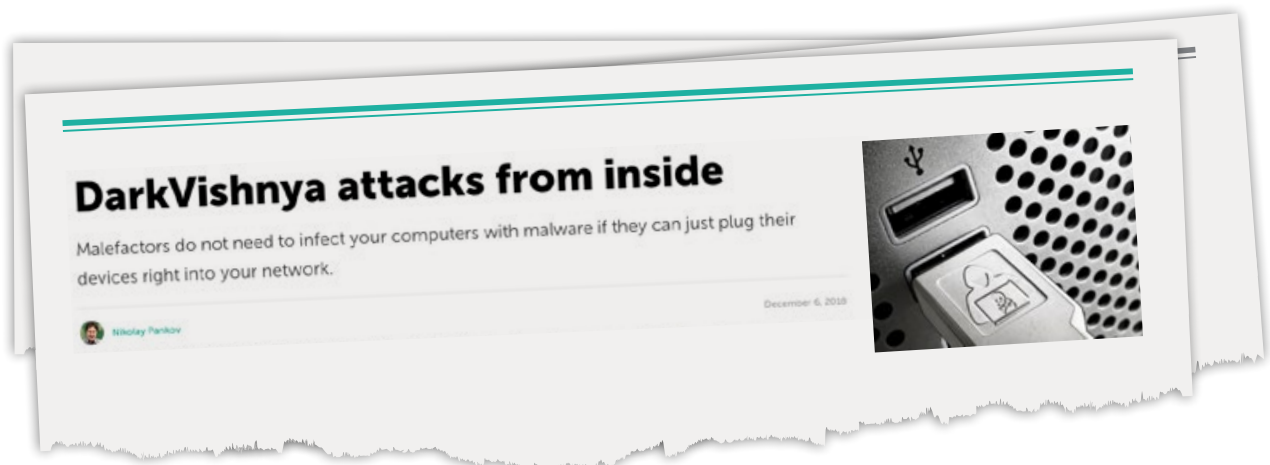 DarkVishnya attacks from inside
Malefactors do not need to infect your computers with malware if they can just plug their
devices right into your network.
Nikolay Pankov
December 6, 2018